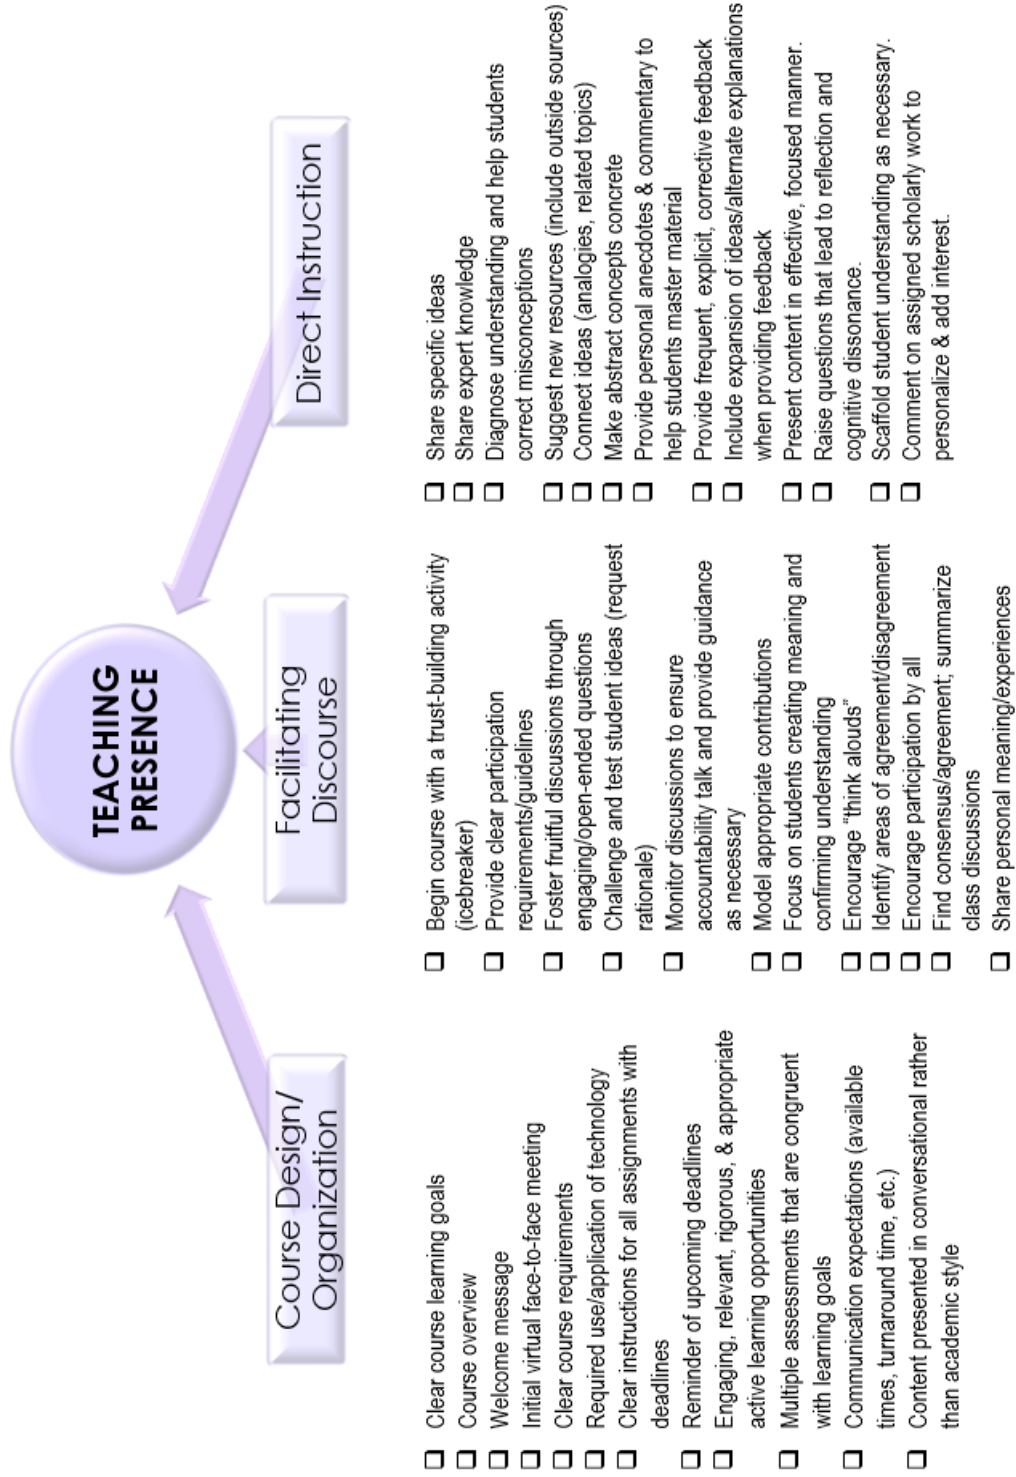 TEACHING
PRESENCE
Course Design/
Organization
Facilitating
Discourse
Direct Instruction
❑ Clear course learning goals
❑ Course overview
❑ Welcome message
❑ Initial virtual face-to-face meeting
❑ Clear course requirements
❑ Required use/application of technology
❑ Clear instructions for all assignments with
deadlines
❑ Reminder of upcoming deadlines
❑ Engaging, relevant, rigorous, & appropriate
active learning opportunities
❑ Multiple assessments that are congruent
with learning goals
❑ Communication expectations (available
times, turnaround time, etc.)
❑ Content presented in conversational rather
than academic style
❑ Begin course with a trust-building activity
(icebreaker)
❑ Provide clear participation
requirements/guidelines
❑ Foster fruitful discussions through
engaging/open-ended questions
❑ Challenge and test student ideas (request
rationale)
❑ Monitor discussions to ensure
accountability talk and provide guidance
as necessary
❑ Model appropriate contributions
❑ Focus on students creating meaning and
confirming understanding
❑ Encourage “think alouds”
❑ Identify areas of agreement/disagreement
❑ Encourage participation by all
❑ Find consensus/agreement; summarize
class discussions
❑ Share personal meaning/experiences
❑ Share specific ideas
❑ Share expert knowledge
❑ Diagnose understanding and help students
correct misconceptions
❑ Suggest new resources (include outside sources)
❑ Connect ideas (analogies, related topics)
❑ Make abstract concepts concrete
❑ Provide personal anecdotes & commentary to
help students master material
❑ Provide frequent, explicit, corrective feedback
❑ Include expansion of ideas/alternate explanations
when providing feedback
❑ Present content in effective, focused manner.
❑ Raise questions that lead to reflection and
cognitive dissonance.
❑ Scaffold student understanding as necessary.
❑ Comment on assigned scholarly work to
personalize & add interest.